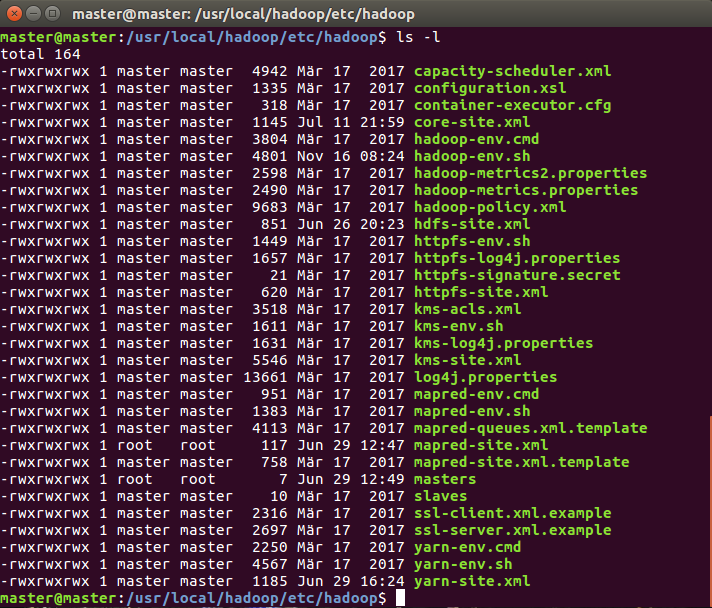 master@master: /usr/local/hadoop/etc/hadoop
master@master:/usr/local/hadoop/etc/hadoop$ ls -l
total 164
-rwxrwxrwx 1 master master  4942 Mär 17  2017 capacity-scheduler.xml
-rwxrwxrwx 1 master master  1335 Mär 17  2017 configuration.xsl
-rwxrwxrwx 1 master master   318 Mär 17  2017 container-executor.cfg
-rwxrwxrwx 1 master master  1145 Jul 11 21:59 core-site.xml
-rwxrwxrwx 1 master master  3804 Mär 17  2017 hadoop-env.cmd
-rwxrwxrwx 1 master master  4801 Nov 16 08:24 hadoop-env.sh
-rwxrwxrwx 1 master master  2598 Mär 17  2017 hadoop-metrics2.properties
-rwxrwxrwx 1 master master  2490 Mär 17  2017 hadoop-metrics.properties
-rwxrwxrwx 1 master master  9683 Mär 17  2017 hadoop-policy.xml
-rwxrwxrwx 1 master master   851 Jun 26 20:23 hdfs-site.xml
-rwxrwxrwx 1 master master  1449 Mär 17  2017 httpfs-env.sh
-rwxrwxrwx 1 master master  1657 Mär 17  2017 httpfs-log4j.properties
-rwxrwxrwx 1 master master    21 Mär 17  2017 httpfs-signature.secret
-rwxrwxrwx 1 master master   620 Mär 17  2017 httpfs-site.xml
-rwxrwxrwx 1 master master  3518 Mär 17  2017 kms-acls.xml
-rwxrwxrwx 1 master master  1611 Mär 17  2017 kms-env.sh
-rwxrwxrwx 1 master master  1631 Mär 17  2017 kms-log4j.properties
-rwxrwxrwx 1 master master  5546 Mär 17  2017 kms-site.xml
-rwxrwxrwx 1 master master 13661 Mär 17  2017 log4j.properties
-rwxrwxrwx 1 master master   951 Mär 17  2017 mapred-env.cmd
-rwxrwxrwx 1 master master  1383 Mär 17  2017 mapred-env.sh
-rwxrwxrwx 1 master master  4113 Mär 17  2017 mapred-queues.xml.template
-rwxrwxrwx 1 root   root     117 Jun 29 12:47 mapred-site.xml
-rwxrwxrwx 1 master master   758 Mär 17  2017 mapred-site.xml.template
-rwxrwxrwx 1 root   root       7 Jun 29 12:49 masters
-rwxrwxrwx 1 master master    10 Mär 17  2017 slaves
-rwxrwxrwx 1 master master  2316 Mär 17  2017 ssl-client.xml.example
-rwxrwxrwx 1 master master  2697 Mär 17  2017 ssl-server.xml.example
-rwxrwxrwx 1 master master  2250 Mär 17  2017 yarn-env.cmd
-rwxrwxrwx 1 master master  4567 Mär 17  2017 yarn-env.sh
-rwxrwxrwx 1 master master  1185 Jun 29 16:24 yarn-site.xml
master@master:/usr/local/hadoop/etc/hadoop$